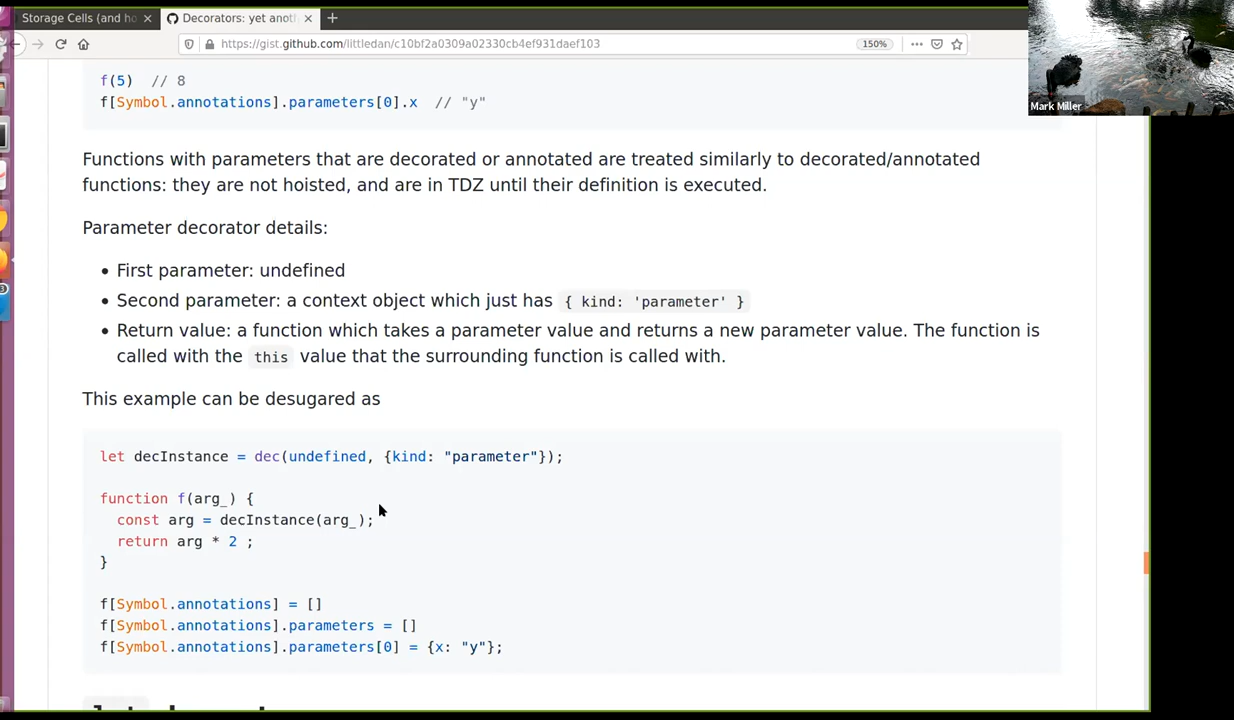 Storage Cells (and ho
Decorators: yet anot
https://gist.github.com/littledan/c10bf2a0309a02330cb4ef931daef103
150%
Mark Miller
f(5)  // 8
f[Symbol.annotations].parameters[0].x  // "y"
Functions with parameters that are decorated or annotated are treated similarly to decorated/annotated
functions: they are not hoisted, and are in TDZ until their definition is executed.
Parameter decorator details:
• First parameter: undefined
• Second parameter: a context object which just has { kind: 'parameter' }
• Return value: a function which takes a parameter value and returns a new parameter value. The function is
called with the this value that the surrounding function is called with.
This example can be desugared as
let decInstance = dec(undefined, {kind: "parameter"});
function f(arg_) {
const arg = decInstance(arg_);
return arg * 2 ;
}
f[Symbol.annotations] = []
f[Symbol.annotations].parameters = []
f[Symbol.annotations].parameters[0] = {x: "y"};